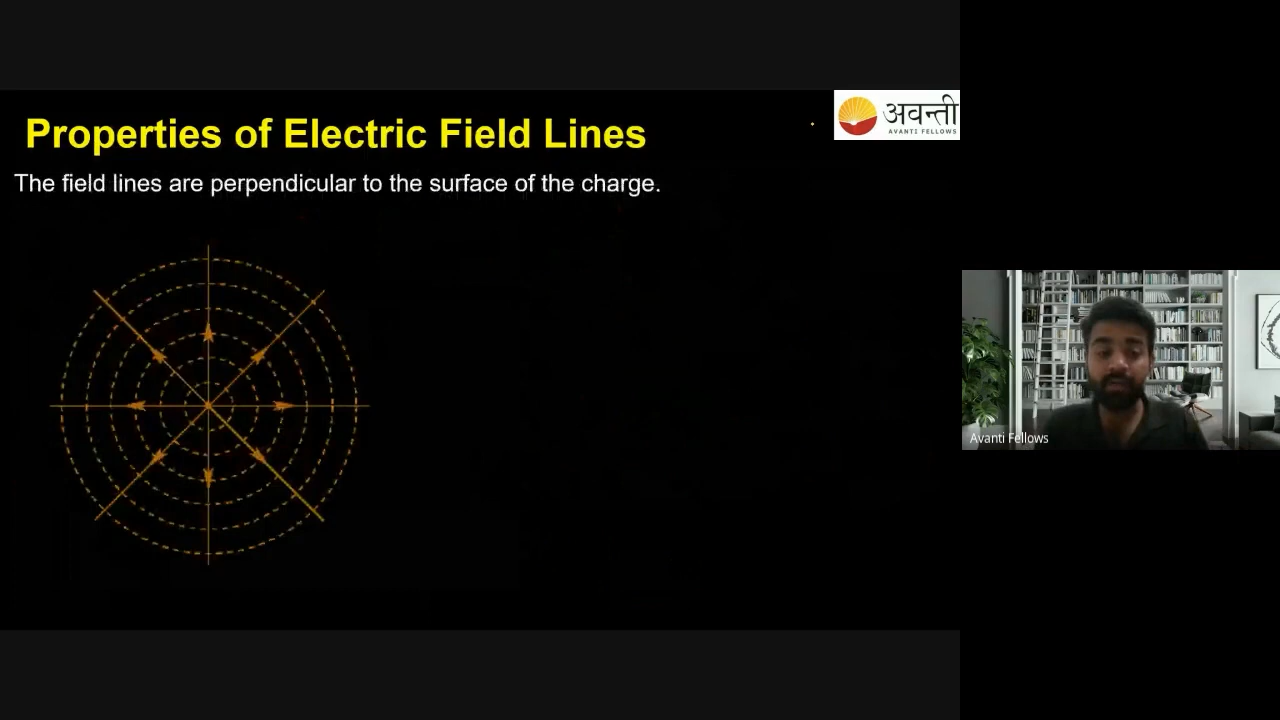 Properties of Electric Field Lines
अवन्ती
AVANTI FELLOWS
The field lines are perpendicular to the surface of the charge.
Avanti Fellows